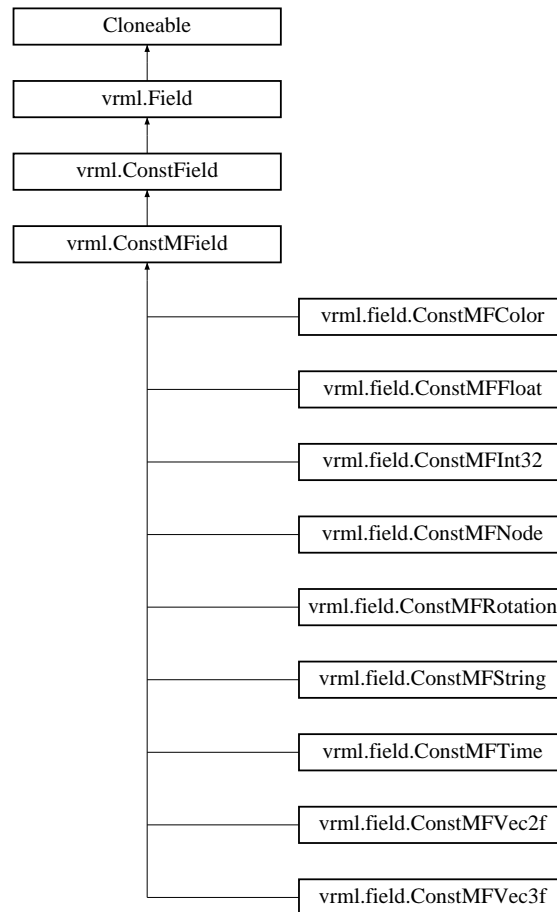 Cloneable
vrml.Field
vrml.ConstField
vrml.ConstMField
vrml.field.ConstMFColor
vrml.field.ConstMFFloat
vrml.field.ConstMFInt32
vrml.field.ConstMFNode
vrml.field.ConstMFRotation
vrml.field.ConstMFString
vrml.field.ConstMFTime
vrml.field.ConstMFVec2f
vrml.field.ConstMFVec3f